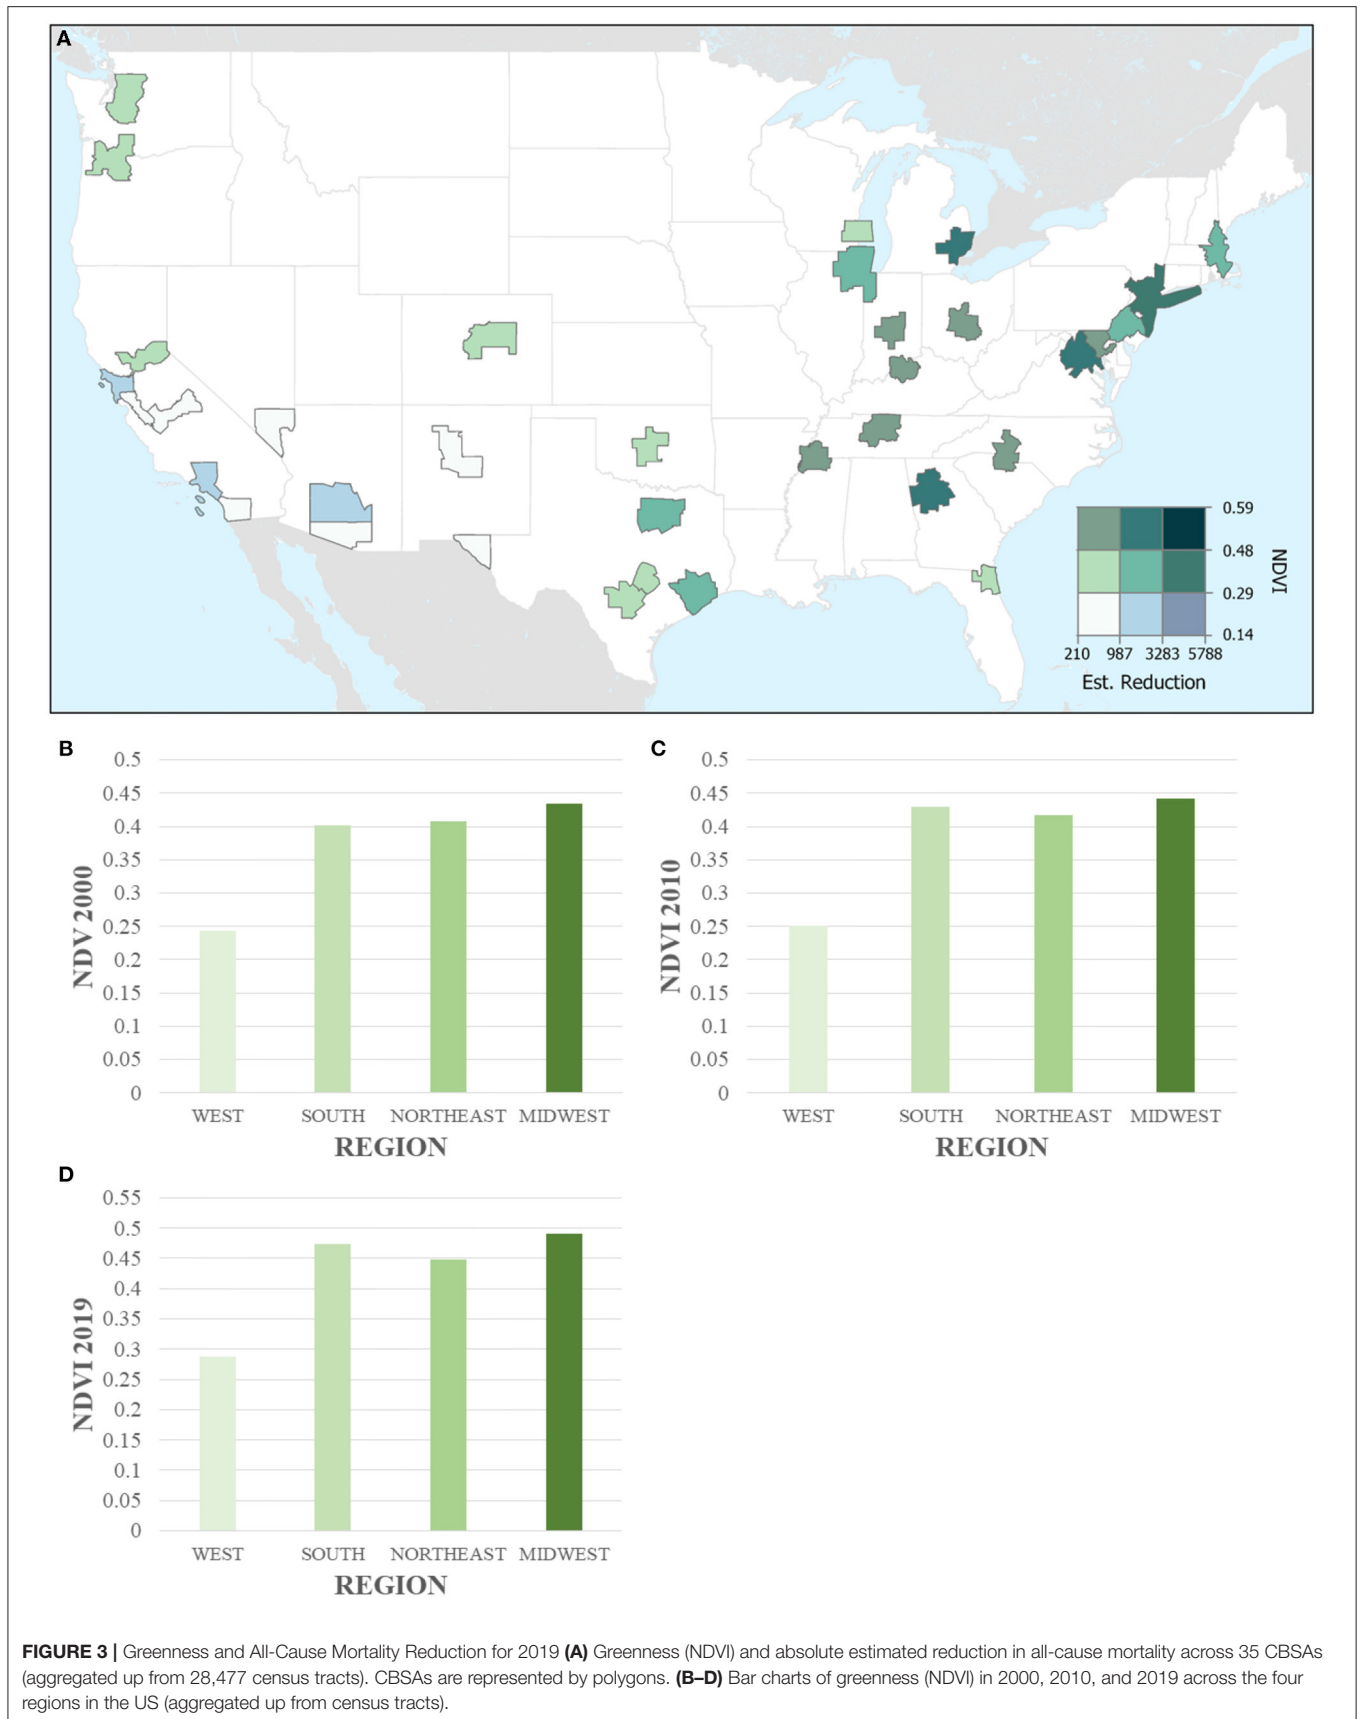 A
0.59
0.48
0.29
0.14
NDVI
210 987 3283 5788
Est. Reduction
B
0.5
0.45
0.4
0.35
0.3
0.25
0.2
0.15
0.1
0.05
0
NDV 2000
WEST SOUTH NORTHEAST MIDWEST
REGION
C
0.5
0.45
0.4
0.35
0.3
0.25
0.2
0.15
0.1
0.05
0
NDVI 2010
WEST SOUTH NORTHEAST MIDWEST
REGION
D
0.55
0.5
0.45
0.4
0.35
0.3
0.25
0.2
0.15
0.1
0.05
0
NDVI 2019
WEST SOUTH NORTHEAST MIDWEST
REGION
FIGURE 3 | Greenness and All-Cause Mortality Reduction for 2019 (A) Greenness (NDVI) and absolute estimated reduction in all-cause mortality across 35 CBSAs
(aggregated up from 28,477 census tracts). CBSAs are represented by polygons. (B–D) Bar charts of greenness (NDVI) in 2000, 2010, and 2019 across the four
regions in the US (aggregated up from census tracts).